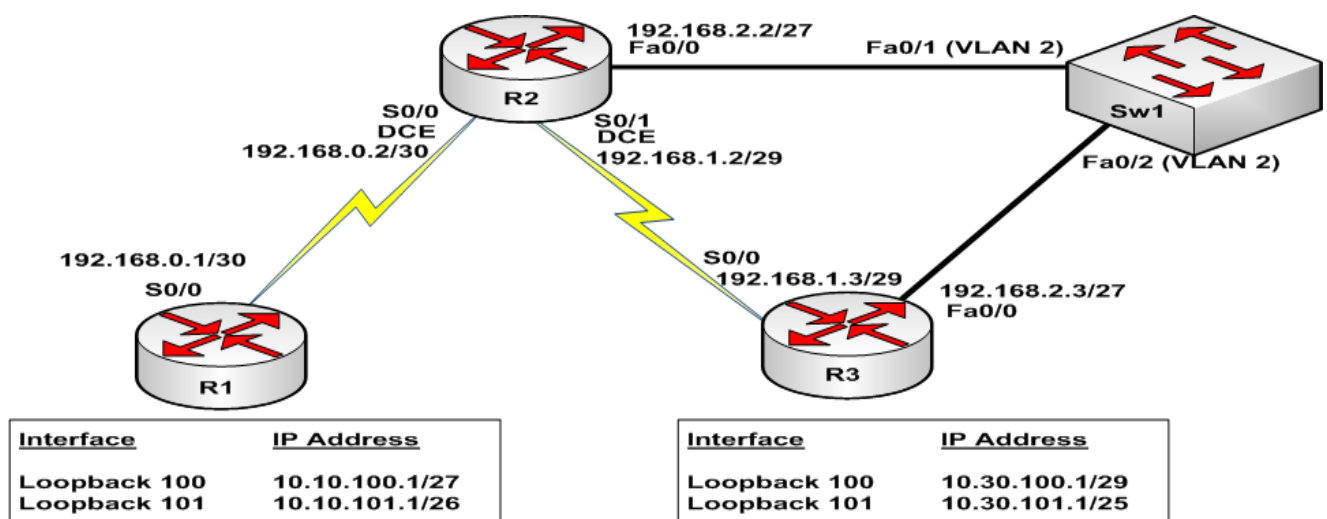 192.168.2.2/27
Fa0/0
Fa0/1 (VLAN 2)
R2
Sw1
S0/0
DCE
192.168.0.2/30
S0/1
DCE
192.168.1.2/29
Fa0/2 (VLAN 2)
192.168.0.1/30
S0/0
S0/0
192.168.1.3/29
192.168.2.3/27
Fa0/0
R1
R3
Interface IP Address
Loopback 100 10.10.100.1/27
Loopback 101 10.10.101.1/26
Interface IP Address
Loopback 100 10.30.100.1/29
Loopback 101 10.30.101.1/25